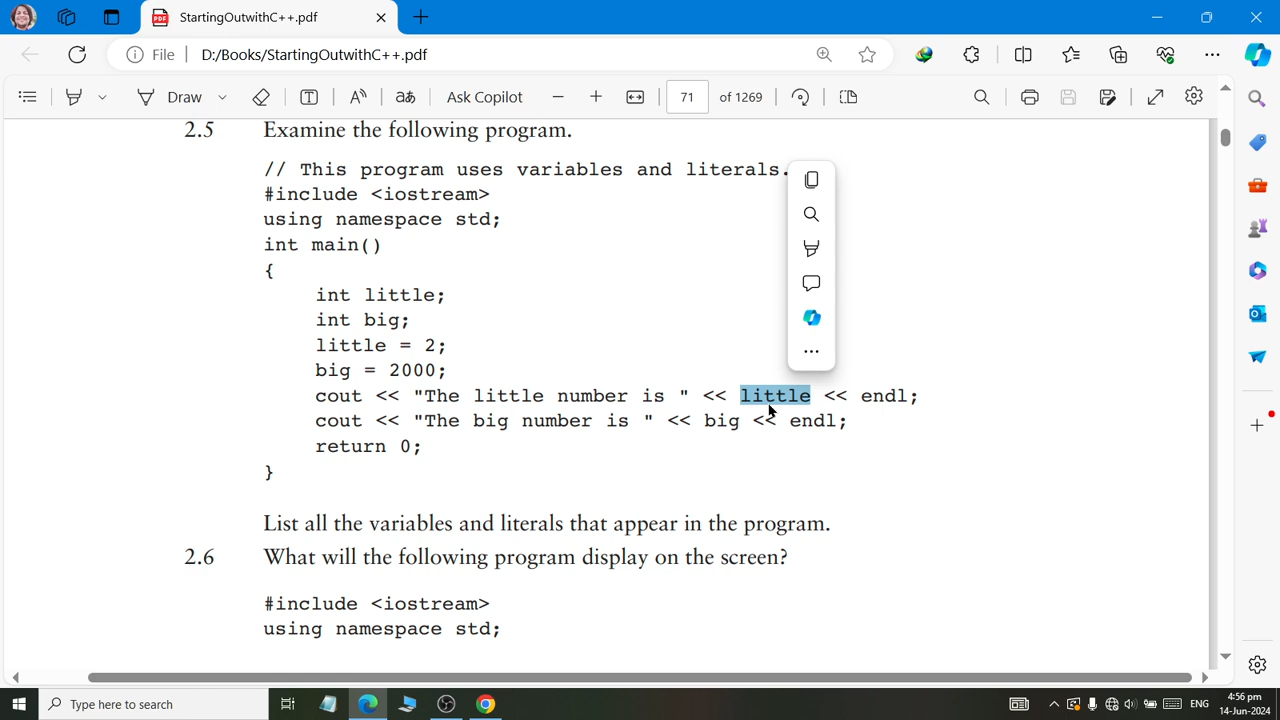 StartingOutwithC++.pdf
File
D:/Books/StartingOutwithC++.pdf
Draw
Ask Copilot
71 of 1269
2.5 Examine the following program.
// This program uses variables and literals.
#include <iostream>
using namespace std;
int main()
{
int little;
int big;
little = 2;
big = 2000;
cout << "The little number is " << little << endl;
cout << "The big number is " << big << endl;
return 0;
}
List all the variables and literals that appear in the program.
2.6 What will the following program display on the screen?
#include <iostream>
using namespace std;
Type here to search
ENG
4:56 pm
14-Jun-2024